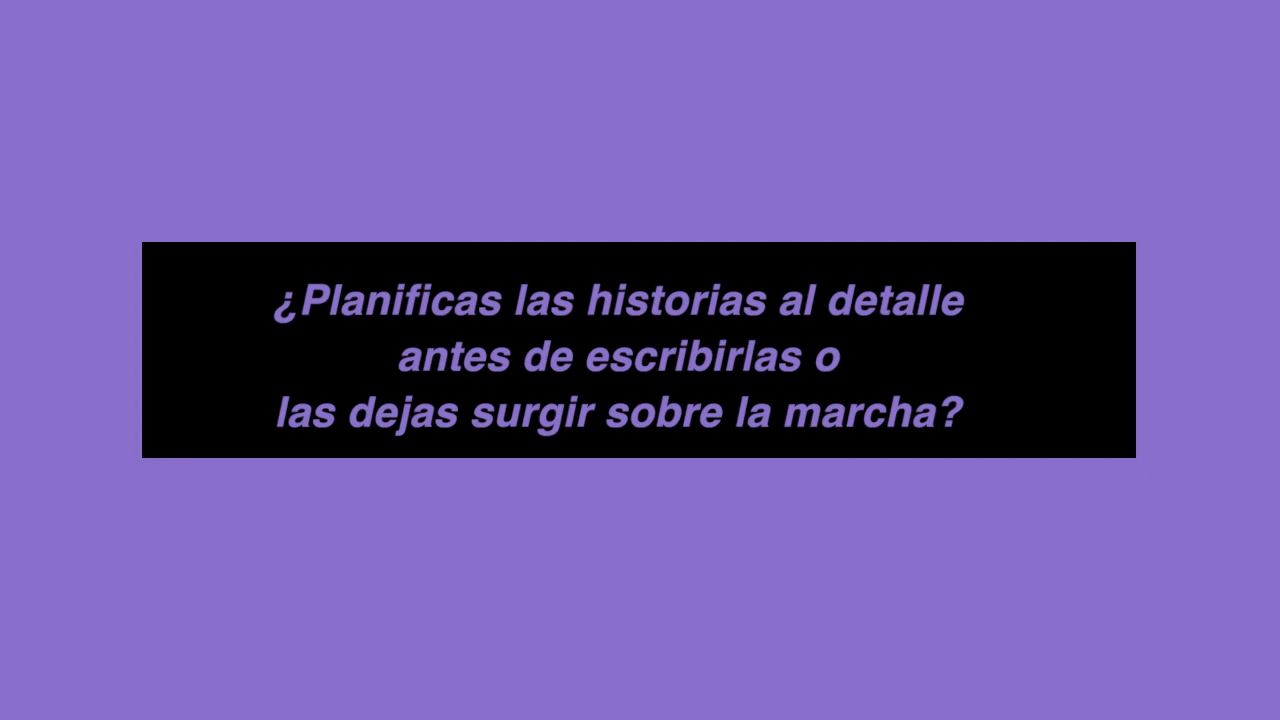 ¿Planificas las historias al detalle
antes de escribirlas o
las dejas surgir sobre la marcha?